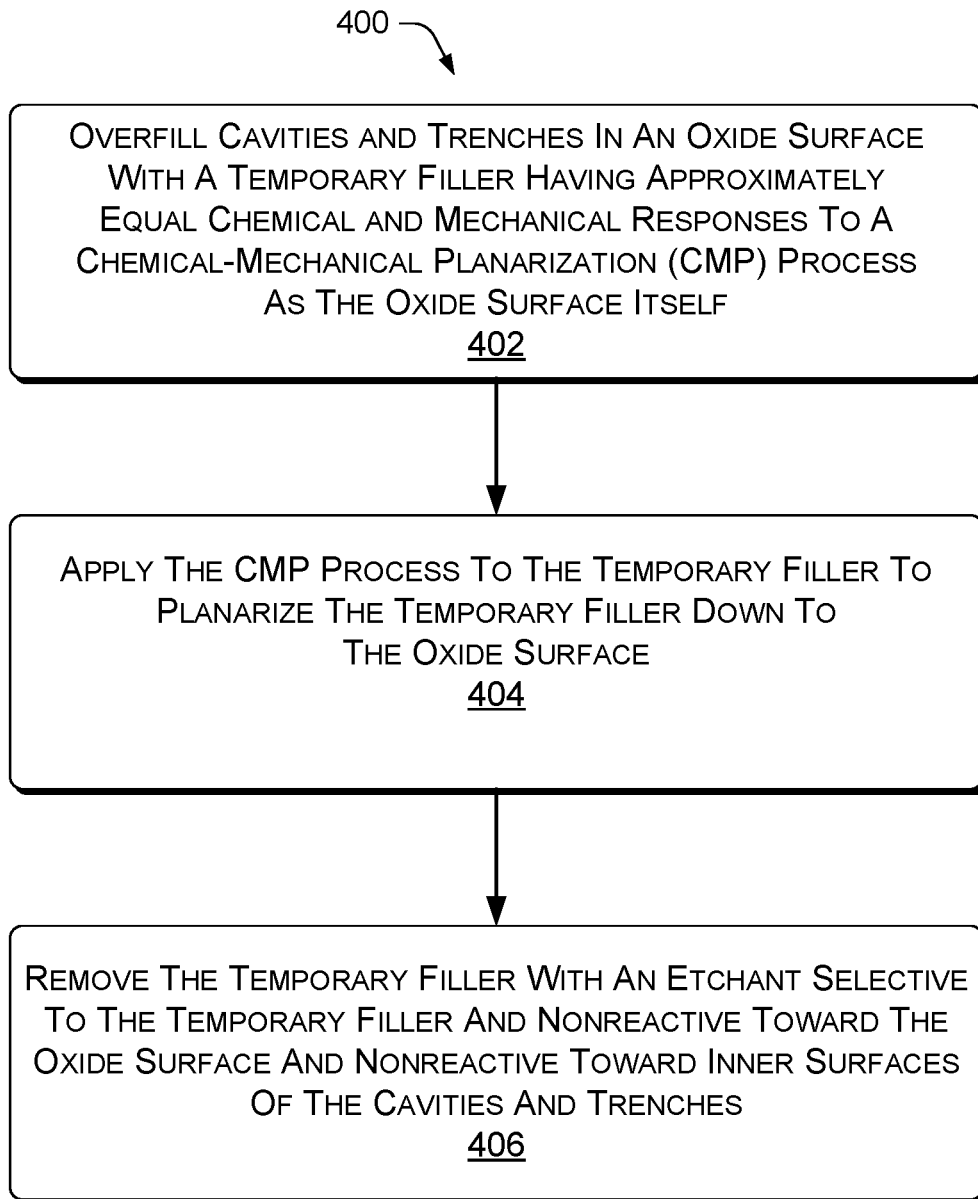 400
OVERFILL CAVITIES AND TRENCHES IN AN OXIDE SURFACE
WITH A TEMPORARY FILLER HAVING APPROXIMATELY
EQUAL CHEMICAL AND MECHANICAL RESPONSES TO A
CHEMICAL-MECHANICAL PLANARIZATION (CMP) PROCESS
AS THE OXIDE SURFACE ITSELF
402
APPLY THE CMP PROCESS TO THE TEMPORARY FILLER TO
PLANARIZE THE TEMPORARY FILLER DOWN TO
THE OXIDE SURFACE
404
REMOVE THE TEMPORARY FILLER WITH AN ETCHANT SELECTIVE
TO THE TEMPORARY FILLER AND NONREACTIVE TOWARD THE
OXIDE SURFACE AND NONREACTIVE TOWARD INNER SURFACES
OF THE CAVITIES AND TRENCHES
406